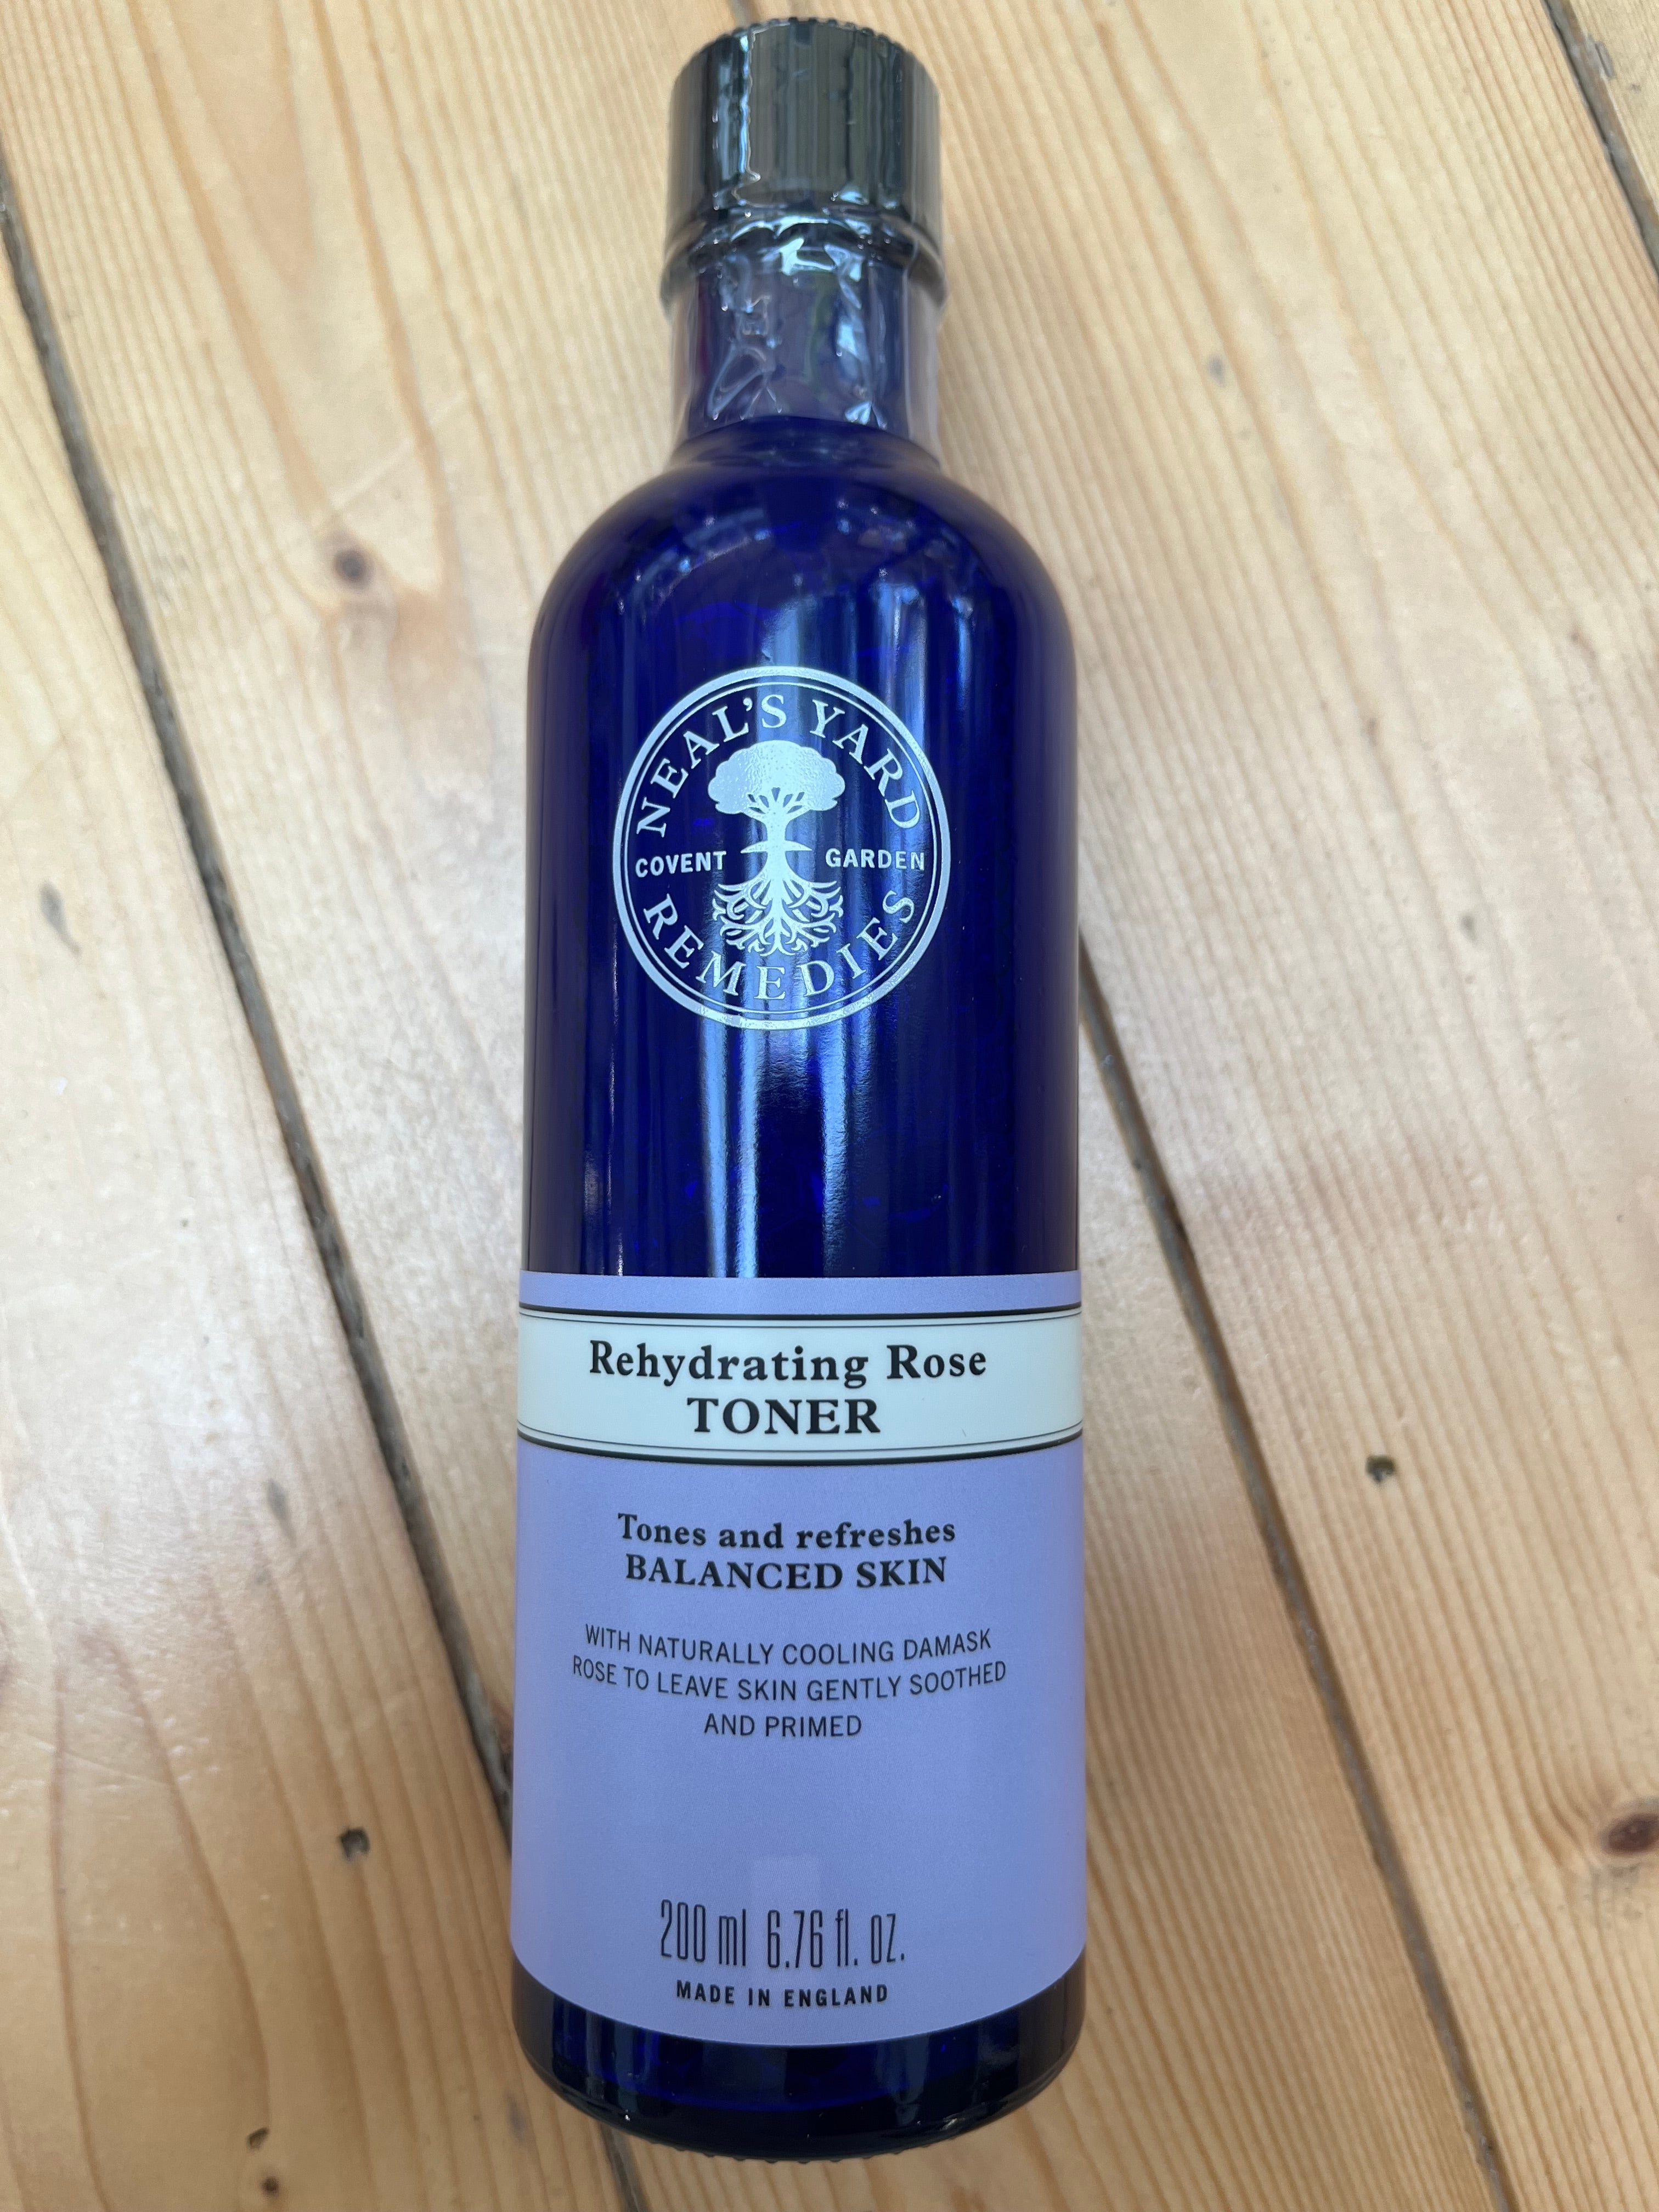 NEAL'S YARD
COVENT GARDEN
REMEDIES
Rehydrating Rose
TONER
Tones and refreshes
BALANCED SKIN
WITH NATURALLY COOLING DAMASK
ROSE TO LEAVE SKIN GENTLY SOOTHED
AND PRIMED
200 ml 6.76 fl. oz.
MADE IN ENGLAND